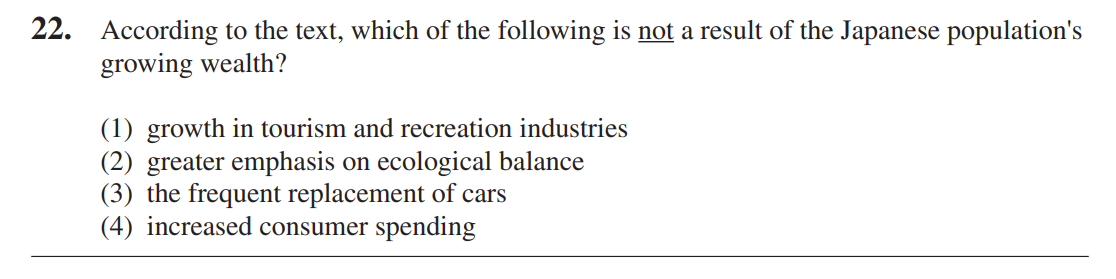 22. According to the text, which of the following is not a result of the Japanese population's
growing wealth?
(1) growth in tourism and recreation industries
(2) greater emphasis on ecological balance
(3) the frequent replacement of cars
(4) increased consumer spending